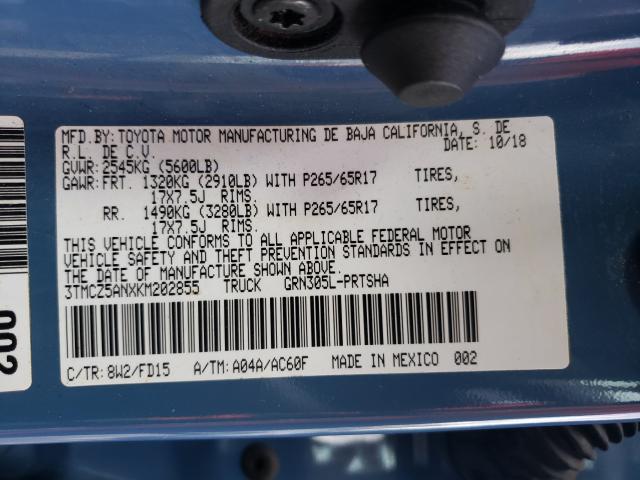 MFD.BY:TOYOTA MOTOR MANUFACTURING DE BAJA CALIFORNIA, S. DE
R.L. DE C.V. DATE: 10/18
GVWR:2545KG (5600LB)
GAWR:FRT. 1320KG (2910LB) WITH P265/65R17 TIRES,
17X7.5J RIMS.
RR. 1490KG (3280LB) WITH P265/65R17 TIRES,
17X7.5J RIMS.
THIS VEHICLE CONFORMS TO ALL APPLICABLE FEDERAL MOTOR
VEHICLE SAFETY AND THEFT PREVENTION STANDARDS IN EFFECT ON
THE DATE OF MANUFACTURE SHOWN ABOVE.
3TMCZ5ANXKM202855 TRUCK GRN305L-PRTSHA
C/TR:8W2/FD15 A/TM:A04A/AC60F MADE IN MEXICO 002
002